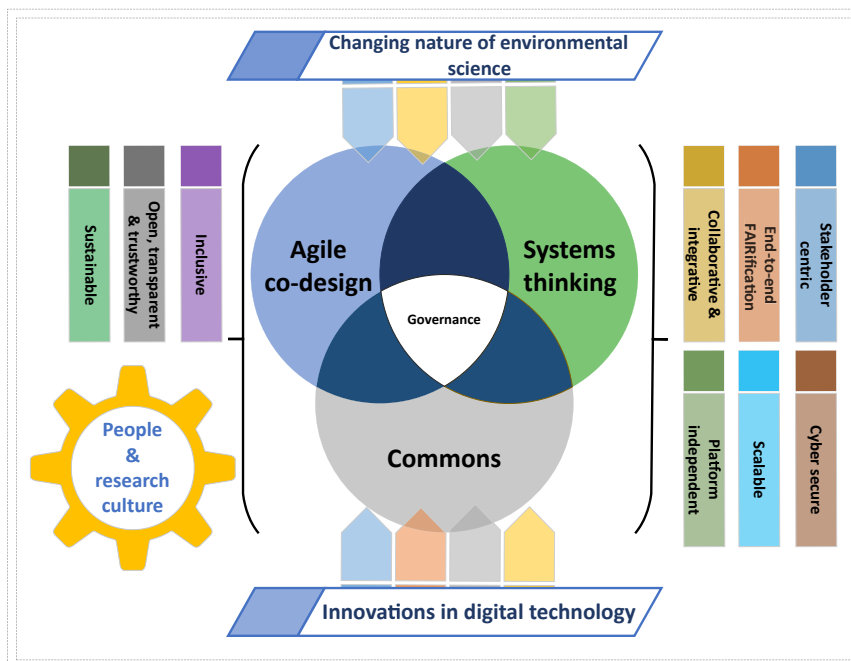 Changing nature of environmental
science
Sustainable
Open, transparent
& trustworthy
Inclusive
Agile
co-design
Systems
thinking
Governance
Commons
People
&
research
culture
Collaborative &
integrative
End-to-end
FAIRification
Stakeholder
centric
Platform
independent
Scalable
Cyber secure
Innovations in digital technology